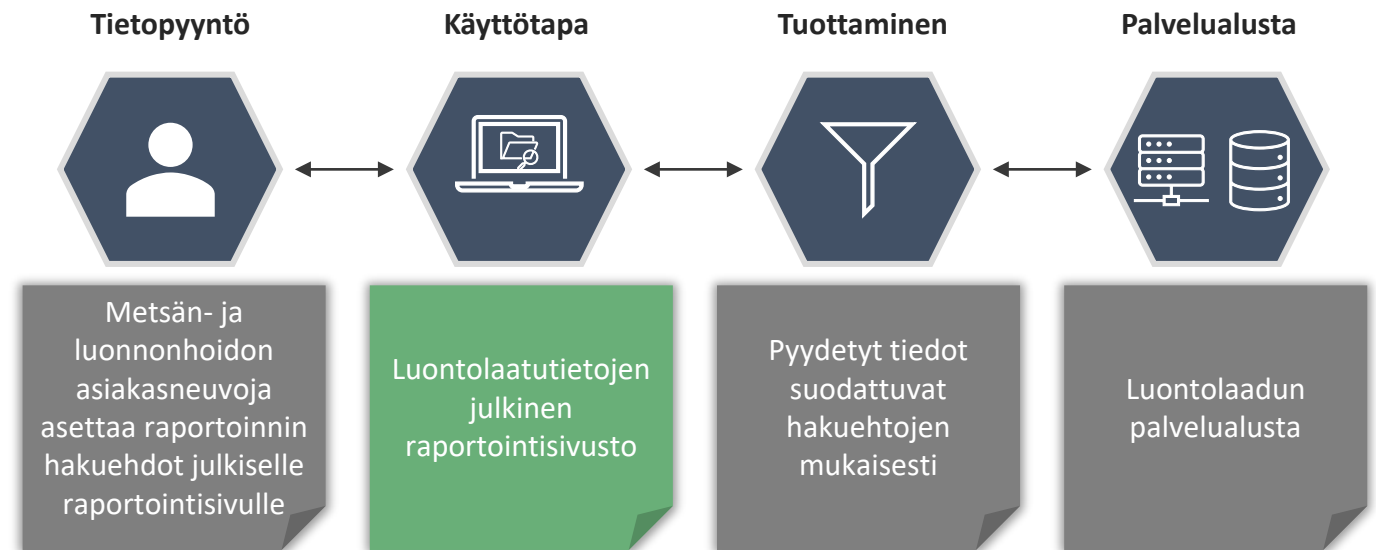 Tietopyyntö
Käyttötapa
Tuottaminen
Palvelualusta
Metsän- ja
luonnonhoidon
asiakasneuvoja
asettaa raportoinnin
hakuehdot julkiselle
raportointisivulle
Luontolaatutietojen
julkinen
raportointisivusto
Pyydetyt tiedot
suodattuvat
hakuehtojen
mukaisesti
Luontolaadun
palvelualusta